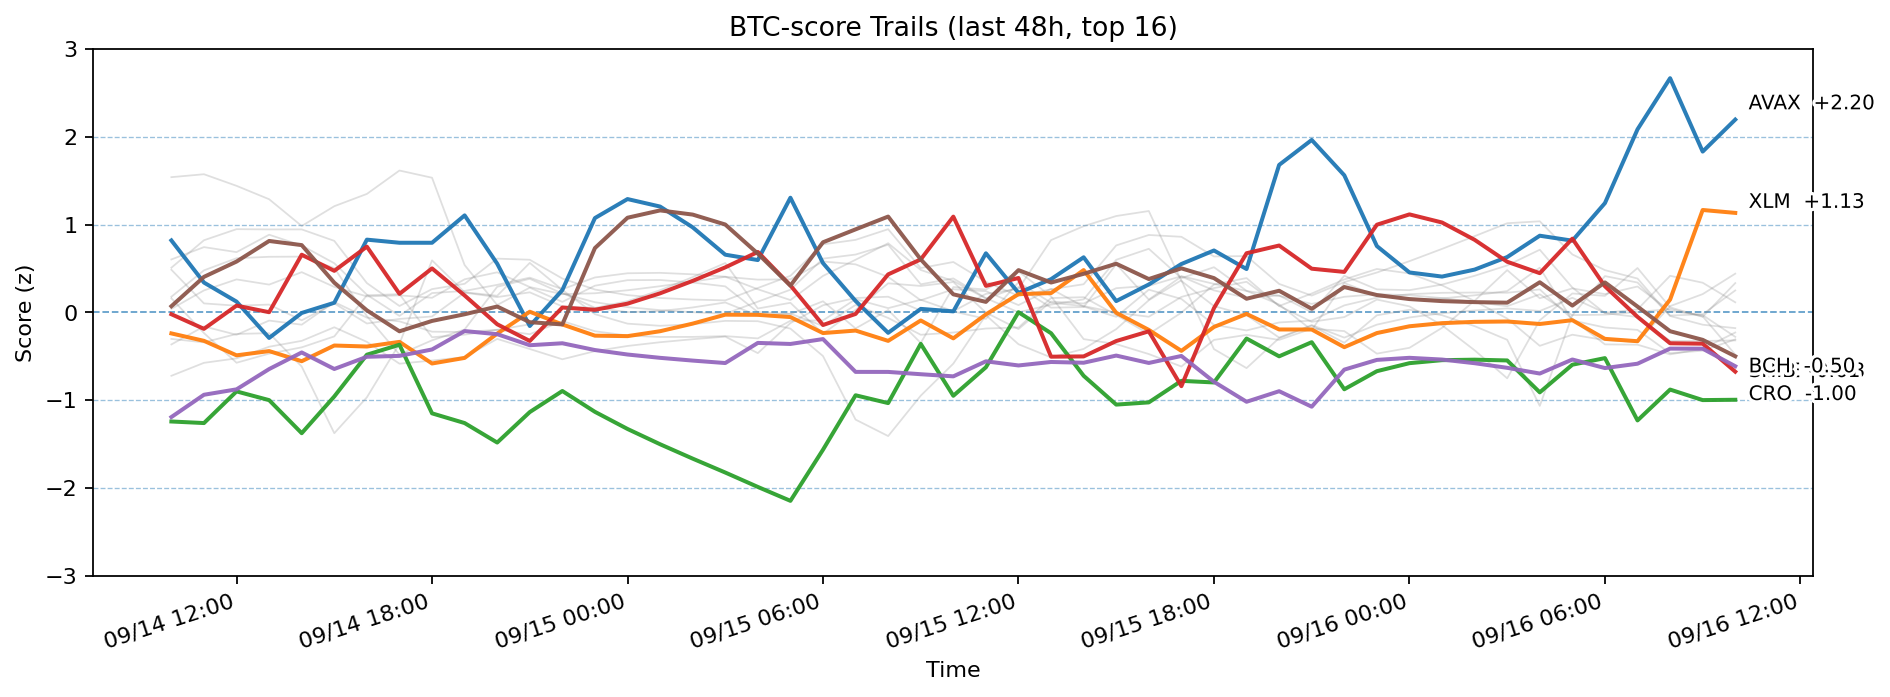 BTC-score Trails (last 48h, top 16)
Score (z)
3
2
1
0
−1
−2
−3
AVAX +2.20
XLM +1.13
BCH -0.50
CRO -1.00
09/14 12:00
09/14 18:00
09/15 00:00
09/15 06:00
09/15 12:00
09/15 18:00
09/16 00:00
09/16 06:00
09/16 12:00
Time